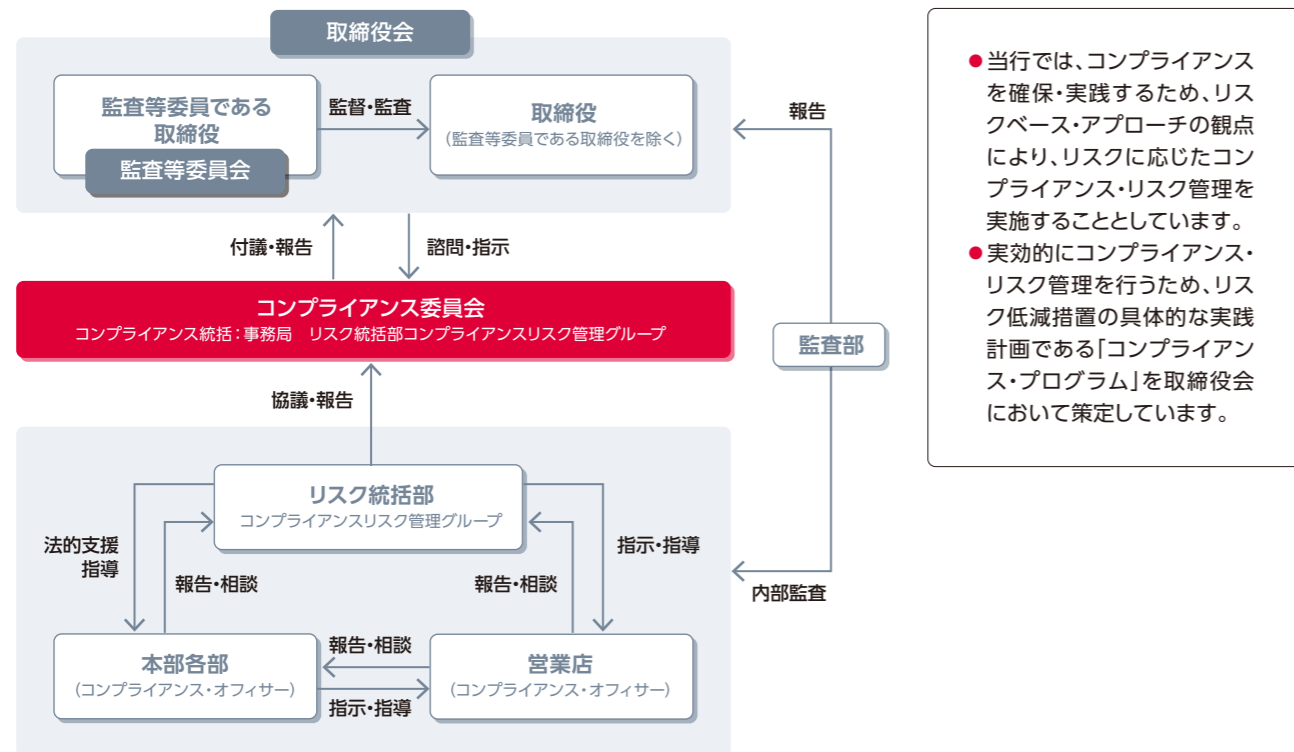 取締役会
監査等委員である
取締役
監査等委員会
監督・監査
取締役
(監査等委員である取締役を除く)
報告
付議・報告
諮問・指示
コンプライアンス委員会
コンプライアンス統括:事務局　リスク統括部コンプライアンスリスク管理グループ
監査部
協議・報告
リスク統括部
コンプライアンスリスク管理グループ
法的支援
指導
報告・相談
報告・相談
指示・指導
内部監査
本部各部
(コンプライアンス・オフィサー)
報告・相談
指示・指導
営業店
(コンプライアンス・オフィサー)
●当行では、コンプライアンス
を確保・実践するため、リス
クベース・アプローチの観点
により、リスクに応じたコン
プライアンス・リスク管理を
実施することとしています。
●実効的にコンプライアンス・
リスク管理を行うため、リス
ク低減措置の具体的な実践
計画である「コンプライアン
ス・プログラム」を取締役会
において策定しています。